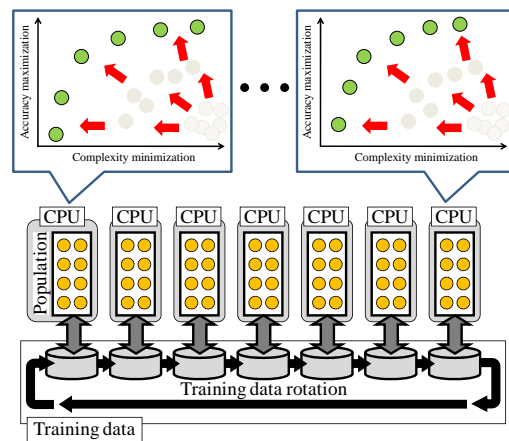 Accuracy maximization
Complexity minimization
Accuracy maximization
Complexity minimization
CPU CPU CPU CPU CPU CPU CPU
Population
Training data rotation
Training data